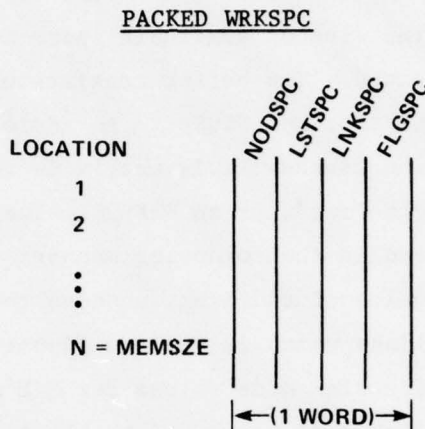 PACKED WRKSPC
NODSPC
LSTSPC
LNKSPC
FLGSPC
LOCATION
1
2
N = MEMSZE
(1 WORD)